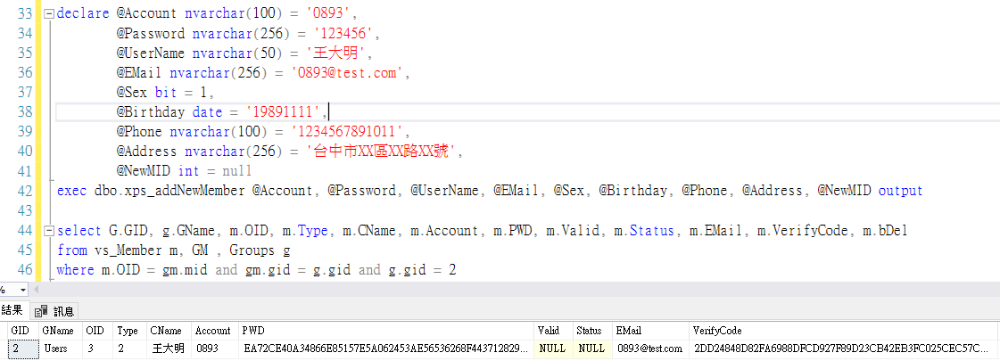 33 declare @Account nvarchar(100) = '0893',
34 @Password nvarchar(256) = '123456',
35 @UserName nvarchar(50) = '王大明',
36 @EMail nvarchar(256) = '0893@test.com',
37 @Sex bit = 1,
38 @Birthday date = '19891111',
39 @Phone nvarchar(100) = '1234567891011',
40 @Address nvarchar(256) = '台中市XX區XX路XX號',
41 @NewMID int = null
42 exec dbo.xps_addNewMember @Account, @Password, @UserName, @EMail, @Sex, @Birthday, @Phone, @Address, @NewMID output
43
44 select G.GID, g.GName, m.OID, m.Type, m.CName, m.Account, m.PWD, m.Valid, m.Status, m.EMail, m.VerifyCode, m.bDel
45 from vs_Member m, GM , Groups g
46 where m.OID = gm.mid and gm.gid = g.gid and g.gid = 2
%
結果 訊息
GID GName OID Type CName Account PWD Valid Status EMail VerifyCode
2 Users 3 2 王大明 0893 EA72CE40A34866E85157E5A062453AE56536268F443712829... NULL NULL 0893@test.com 2DD24848D82FA6988DFCD927F89D23CB42EB3FC025CEC57C...